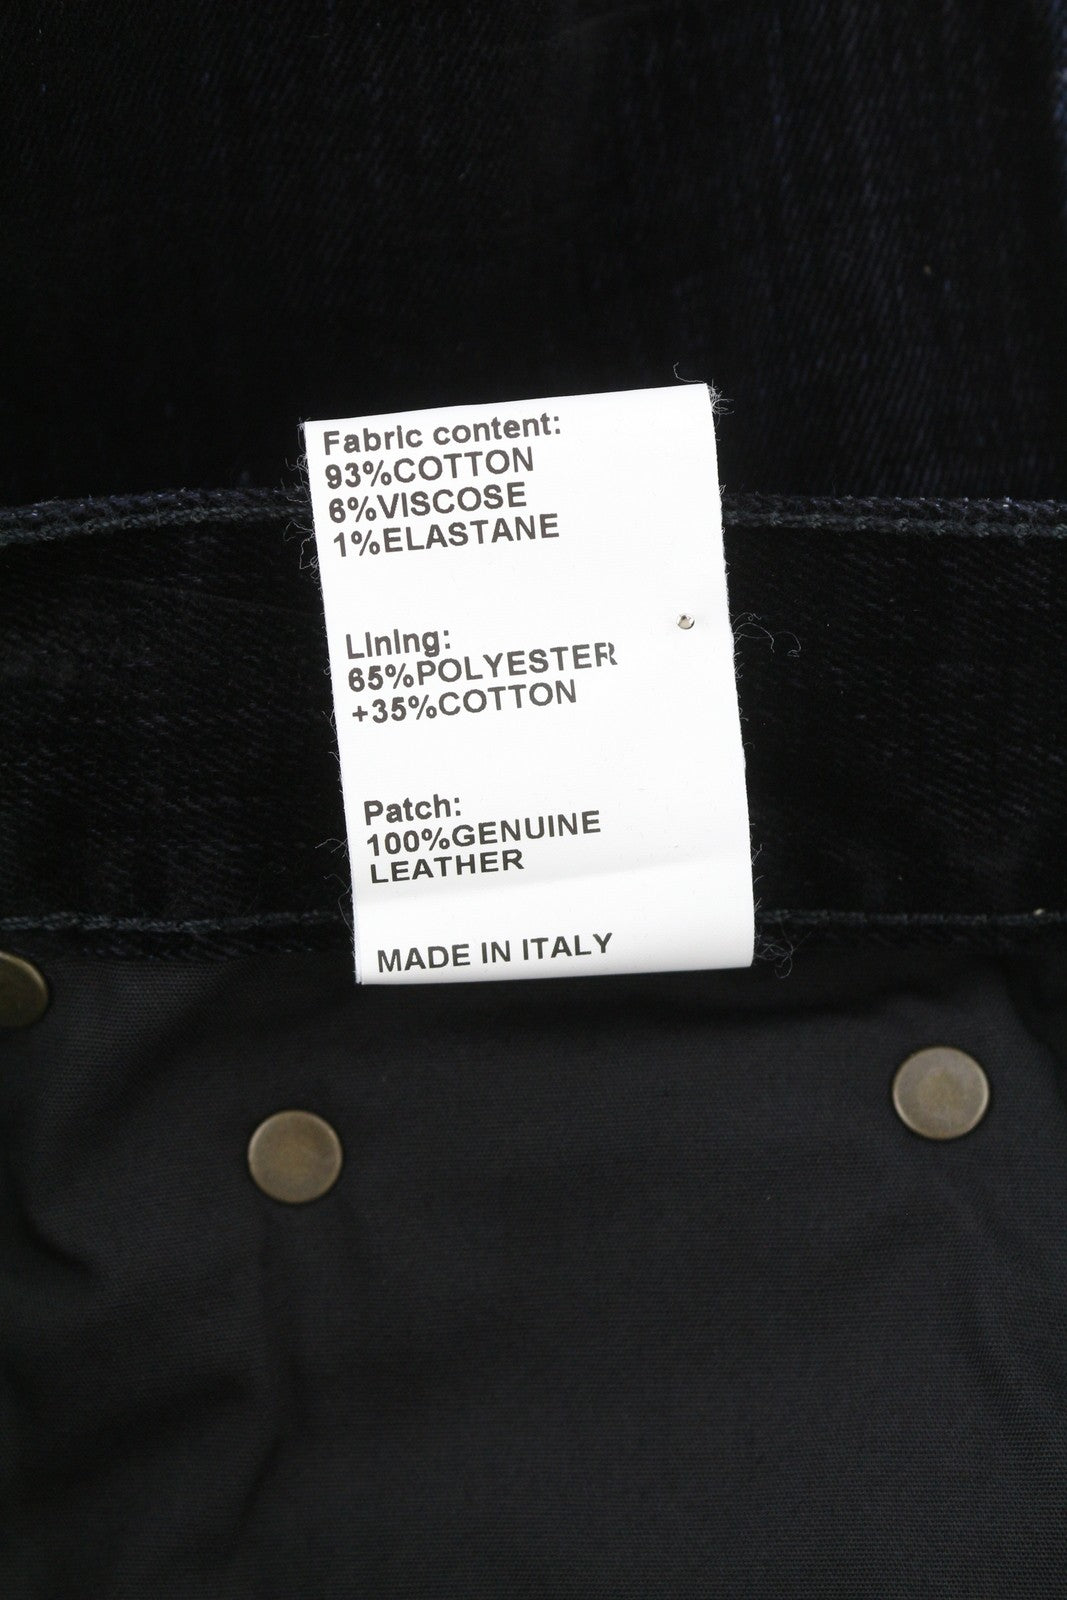 Fabric content:
93%COTTON
6%VISCOSE
1%ELASTANE
Lining:
65%POLYESTER
+35%COTTON
Patch:
100%GENUINE
LEATHER
MADE IN ITALY